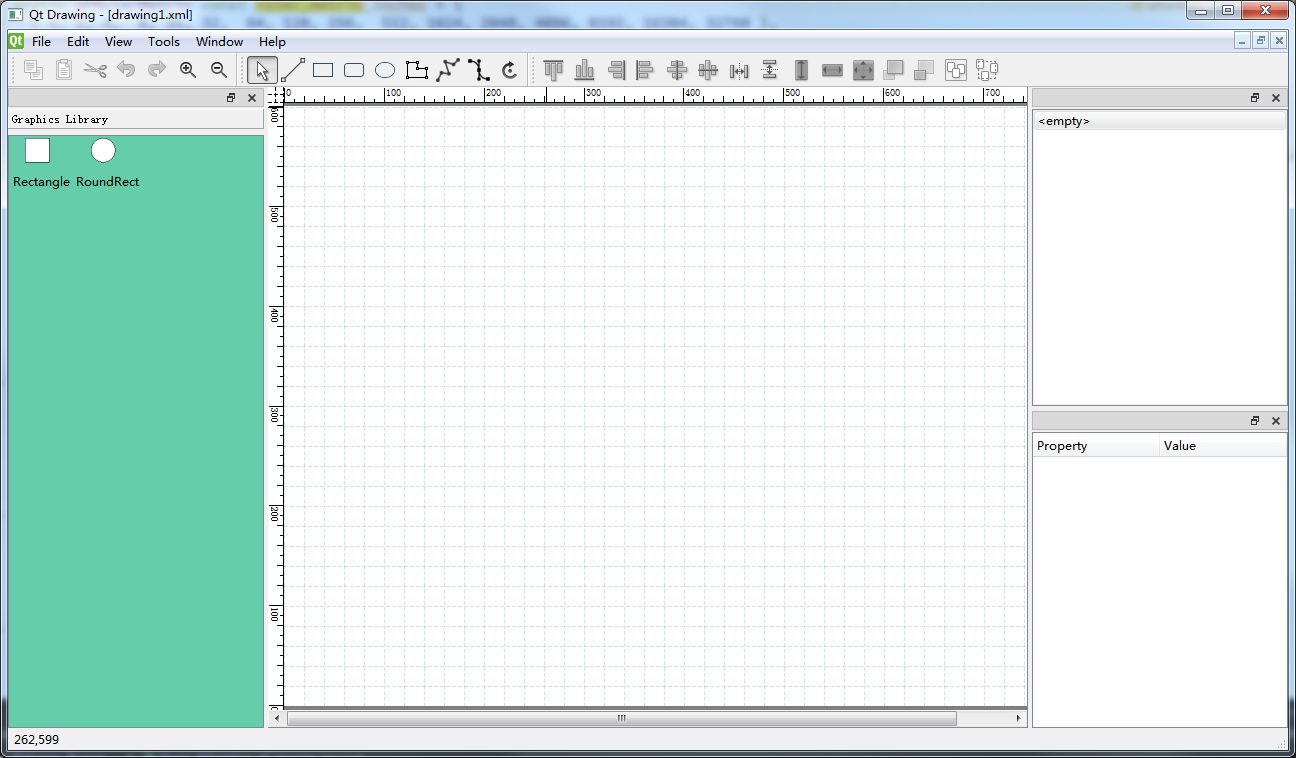 Qt Drawing - [drawing1.xml]
Qt File Edit View Tools Window Help
Graphics Library
Rectangle RoundRect
0 100 200 300 400 500 600 700
600
500
400
300
200
100
0
<empty>
Property Value
262,599